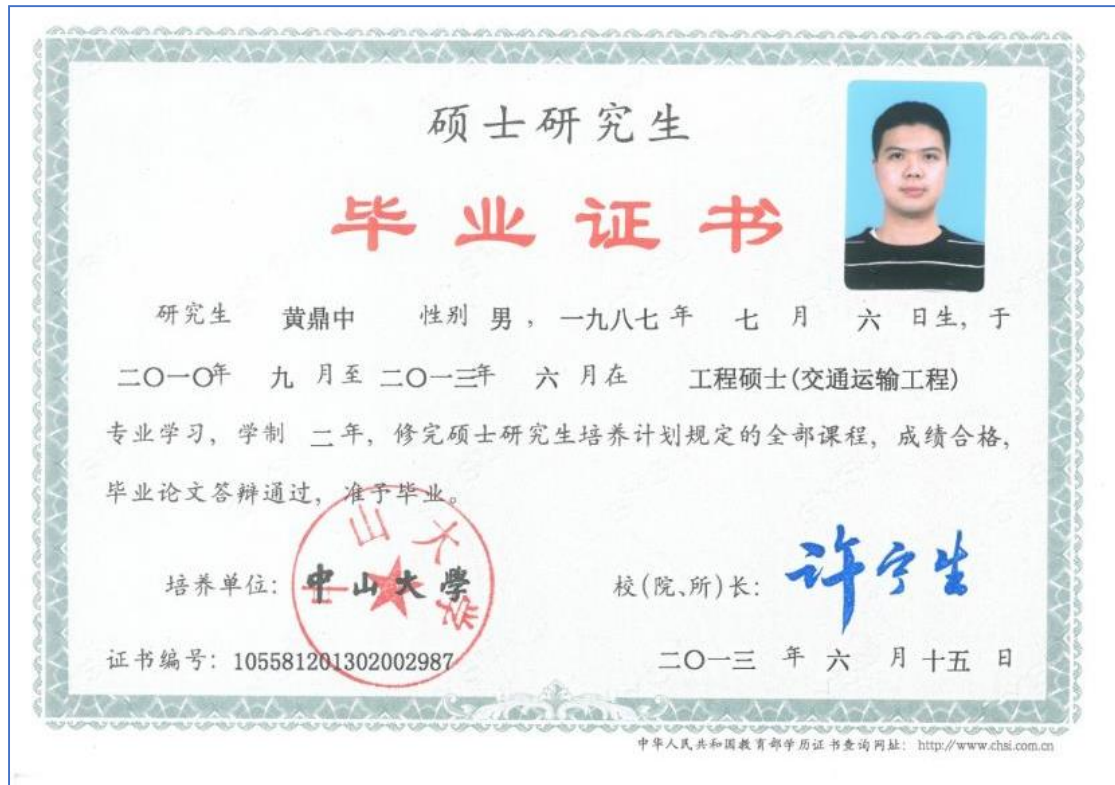 硕士研究生
毕业证书
研究生 黄鼎中 性别 男，一九八七年 七 月 六 日生，于
二〇一〇年 九 月至 二〇一三年 六 月在 工程硕士(交通运输工程)
专业学习，学制 二年，修完硕士研究生培养计划规定的全部课程，成绩合格，
毕业论文答辩通过，准予毕业。
中山大学
培养单位：中山大學
校(院、所)长：许宁生
证书编号：105581201302002987
二〇一三 年 六 月 十五 日
中华人民共和国教育部学历证书查询网址：http://www.chsi.com.cn